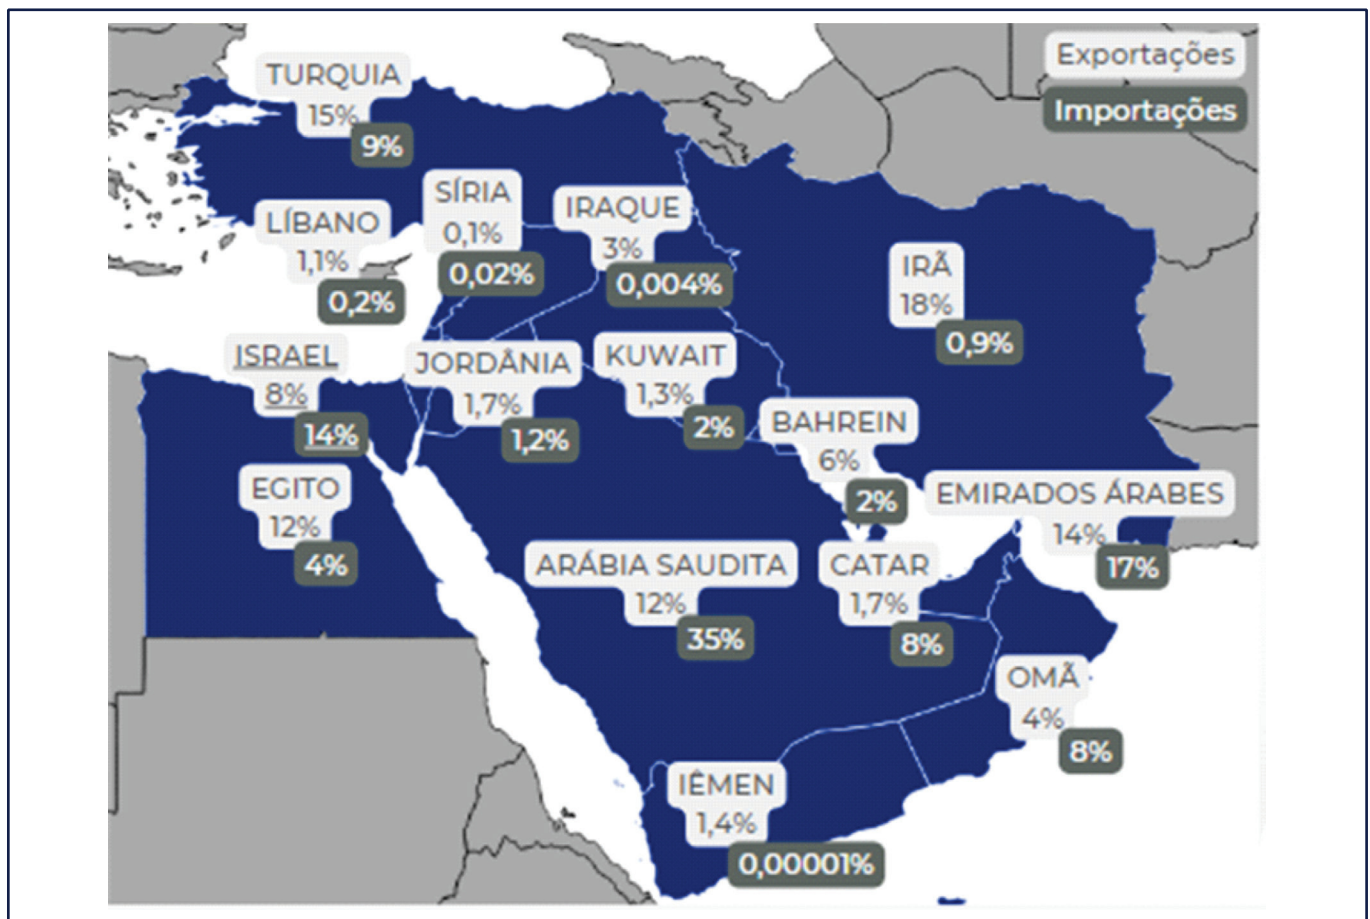 Exportações
Importações
TURQUIA
15%
9%
SÍRIA
0,1%
0,02%
IRAQUE
3%
0,004%
LÍBANO
1,1%
0,2%
IRÃ
18%
0,9%
ISRAEL
8%
14%
JORDÂNIA
1,7%
1,2%
KUWAIT
1,3%
2%
BAHREIN
6%
2%
EGITO
12%
4%
EMIRADOS ÁRABES
14%
17%
ARÁBIA SAUDITA
12%
35%
CATAR
1,7%
8%
OMÃ
4%
8%
IÊMEN
1,4%
0,00001%